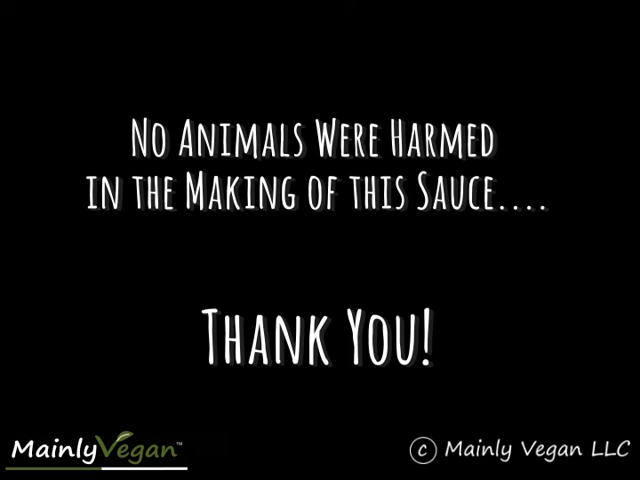 No Animals Were Harmed
in the Making of this Sauce....
Thank You!
MainlyVegan™
© Mainly Vegan LLC